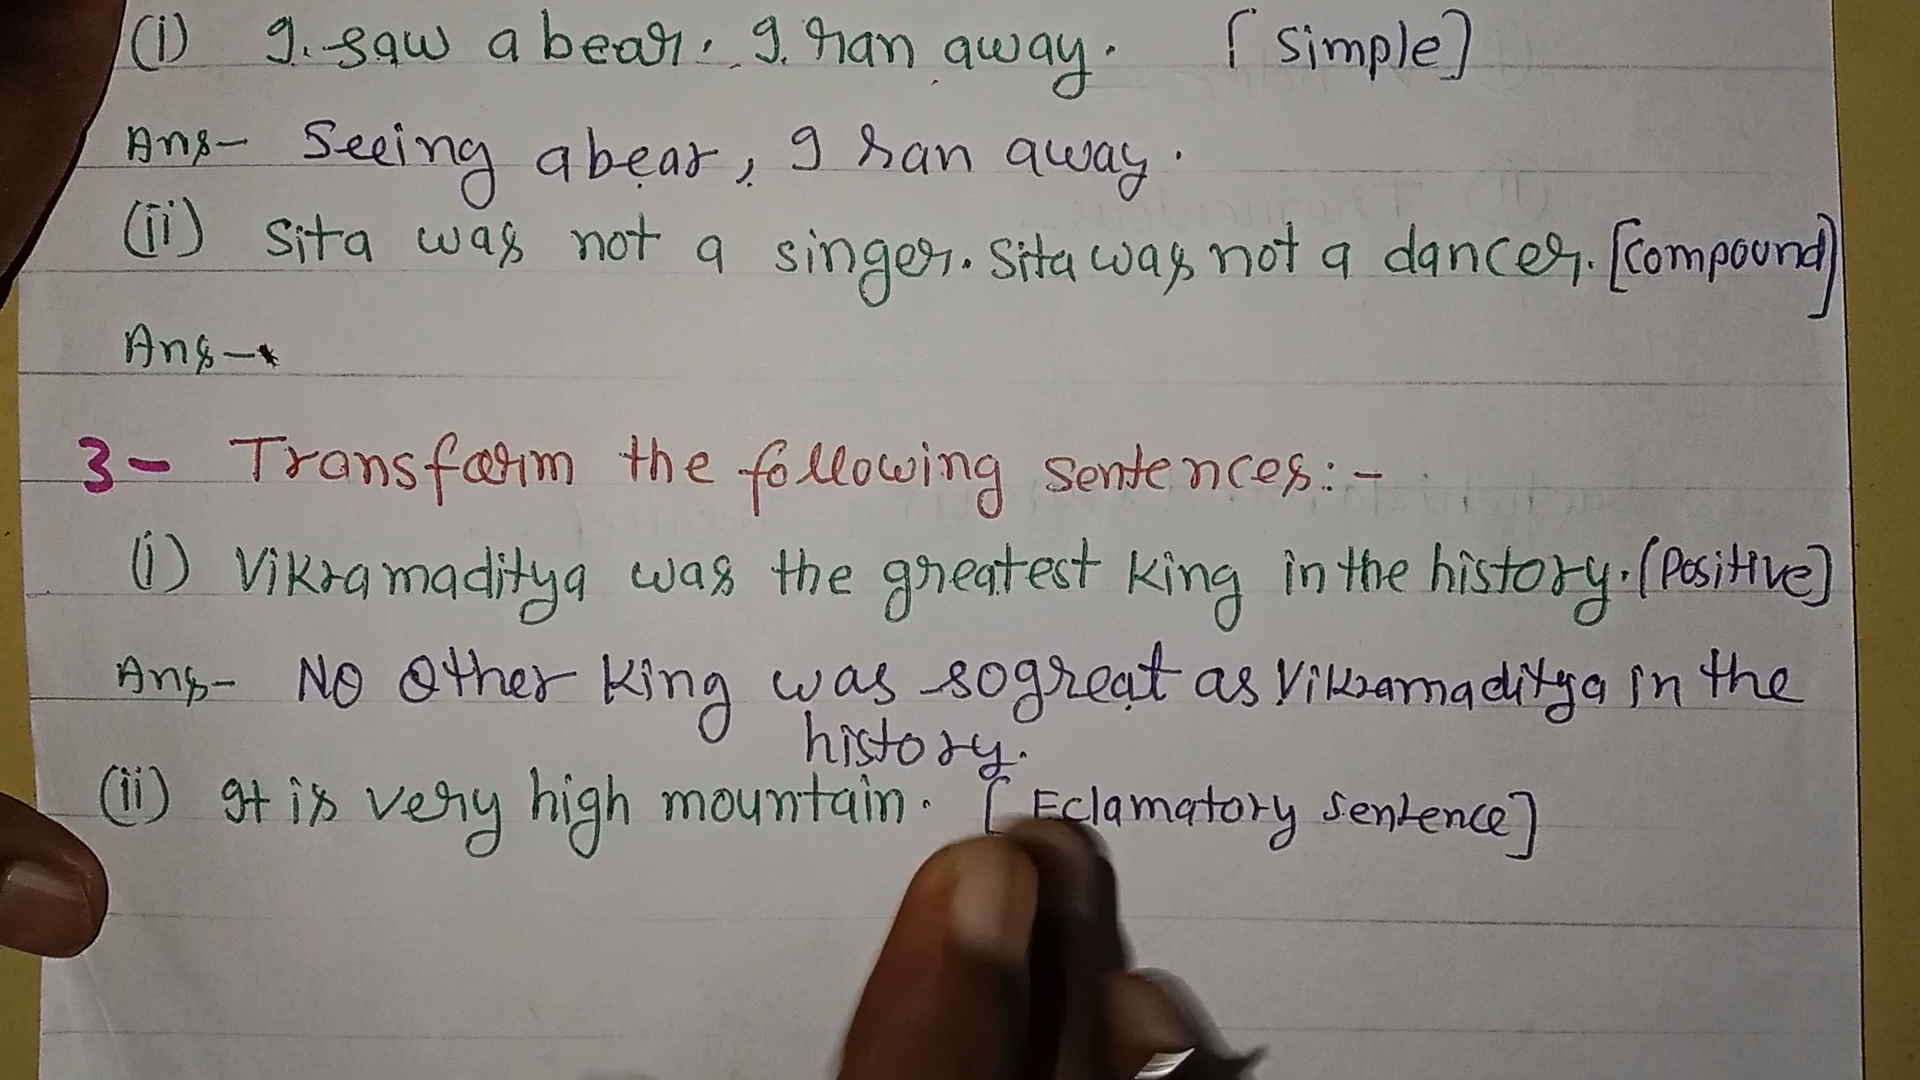 (i) I saw a bear. I ran away. [Simple]
Ans- Seeing a bear, I ran away.
(ii) Sita was not a singer. Sita was not a dancer. [Compound]
Ans-
3- Transform the following sentences:-
(i) Vikramaditya was the greatest king in the history. (Positive]
Ans- No other king was so great as Vikramaditya in the
history.
(ii) It is very high mountain. [Eclamatory sentence]